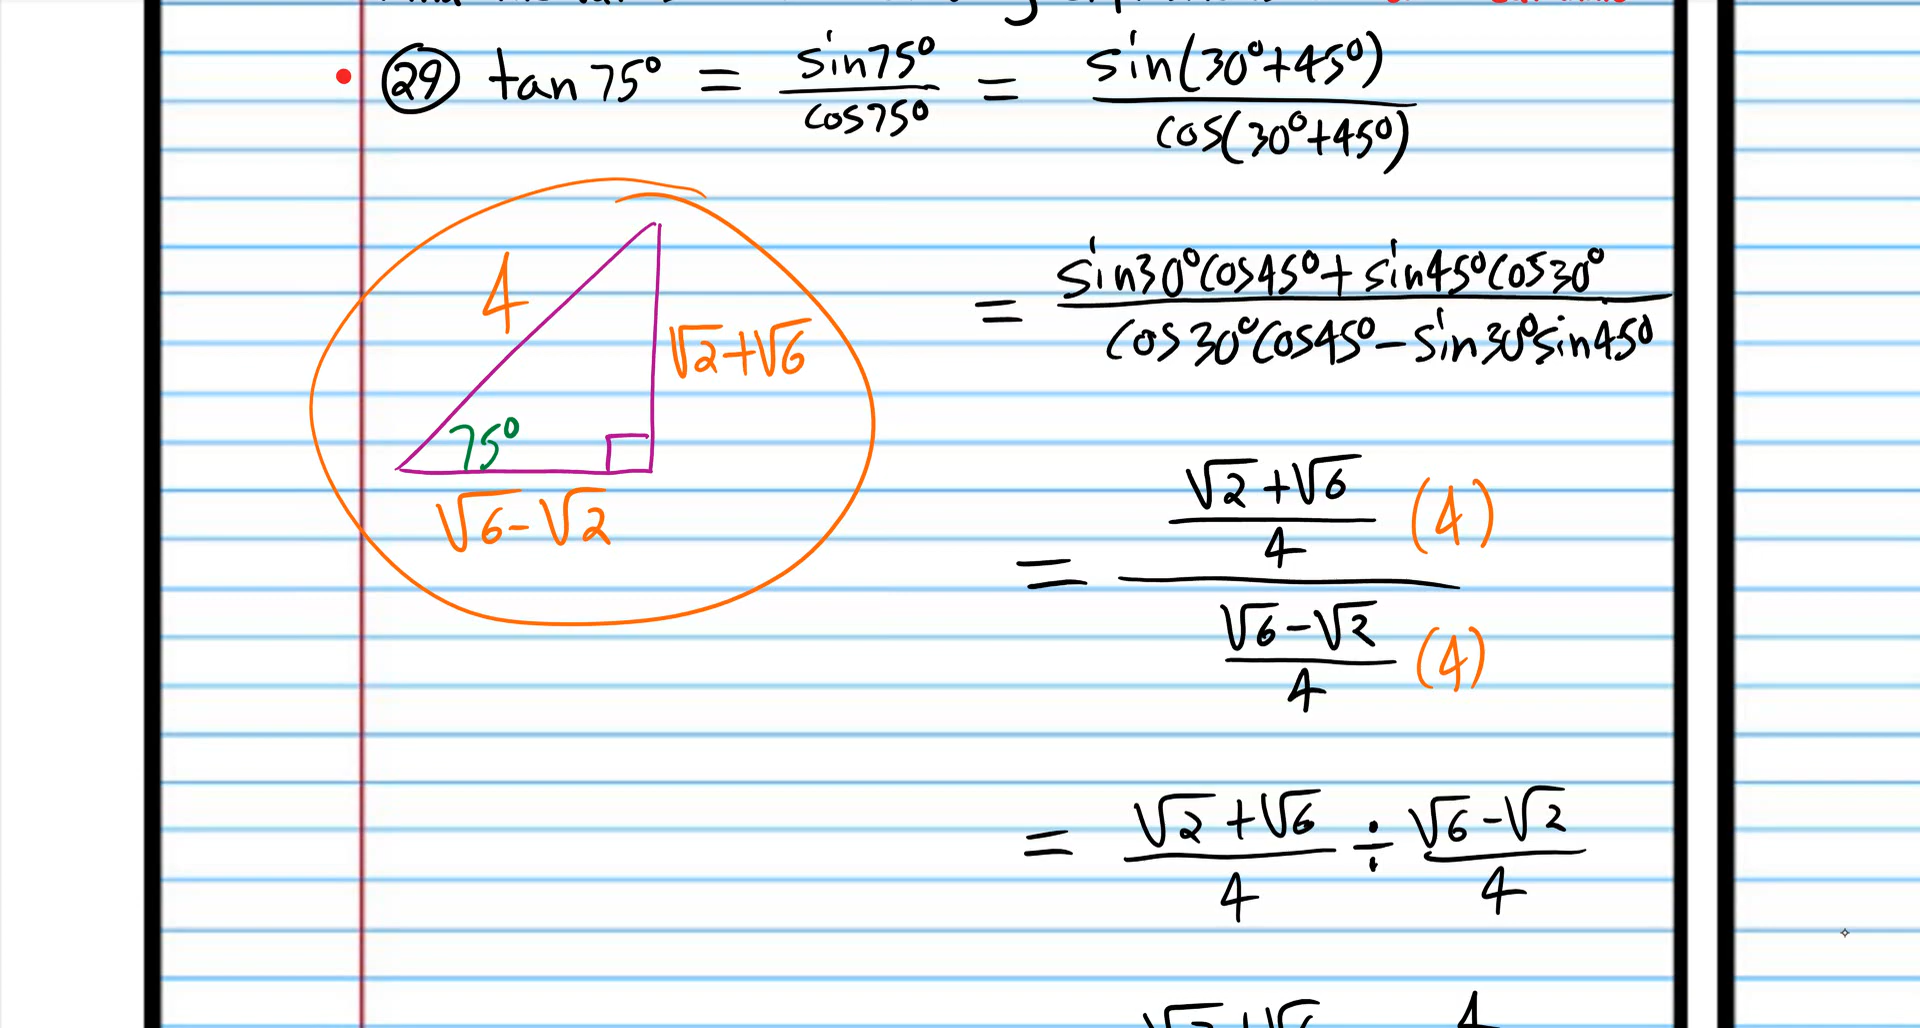 29 tan 75° = sin75° / cos75° = sin(30°+45°) / cos(30°+45°)
4
√2+√6
75°
√6-√2
= sin30°cos45° + sin45°cos30° / cos30°cos45° - sin30°sin45°
= √2+√6 / 4 (4) / √6-√2 / 4 (4)
= √2+√6 / 4 ÷ √6-√2 / 4